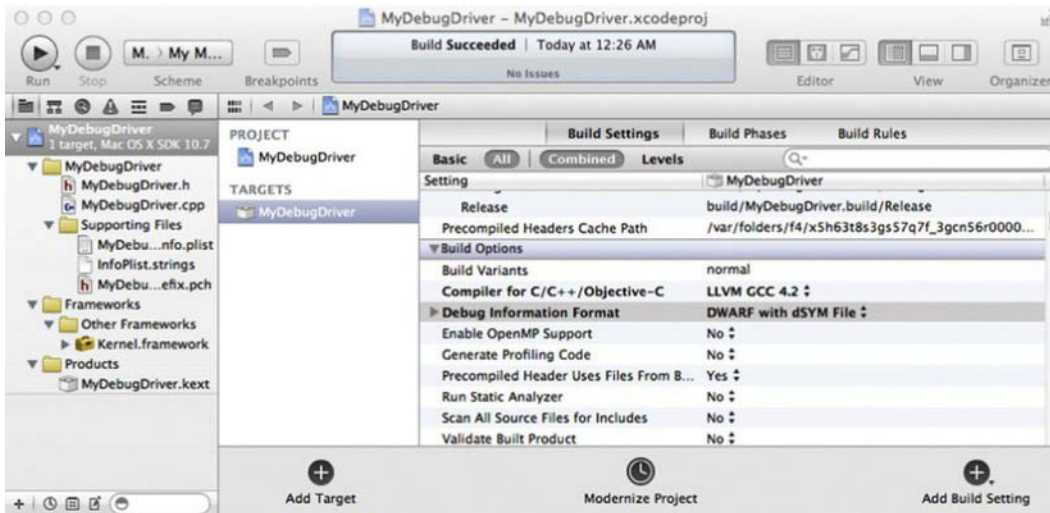 MyDebugDriver – MyDebugDriver.xcodeproj
M. › My M...
Build Succeeded | Today at 12:26 AM
No Issues
Run Stop Scheme Breakpoints Editor View Organizer
MyDebugDriver
MyDebugDriver
1 target, Mac OS X SDK 10.7
MyDebugDriver
MyDebugDriver.h
MyDebugDriver.cpp
Supporting Files
MyDebu...nfo.plist
InfoPlist.strings
MyDebu...efix.pch
Frameworks
Other Frameworks
Kernel.framework
Products
MyDebugDriver.kext
PROJECT
MyDebugDriver
TARGETS
MyDebugDriver
Build Settings Build Phases Build Rules
Basic All Combined Levels
Setting MyDebugDriver
Release build/MyDebugDriver.build/Release
Precompiled Headers Cache Path /var/folders/f4/x5h63t8s3gs57q7f_3gcn56r0000...
Build Options
Build Variants normal
Compiler for C/C++/Objective-C LLVM GCC 4.2
Debug Information Format DWARF with dSYM File
Enable OpenMP Support No
Generate Profiling Code No
Precompiled Header Uses Files From B... Yes
Run Static Analyzer No
Scan All Source Files for Includes No
Validate Built Product No
Add Target Modernize Project Add Build Setting